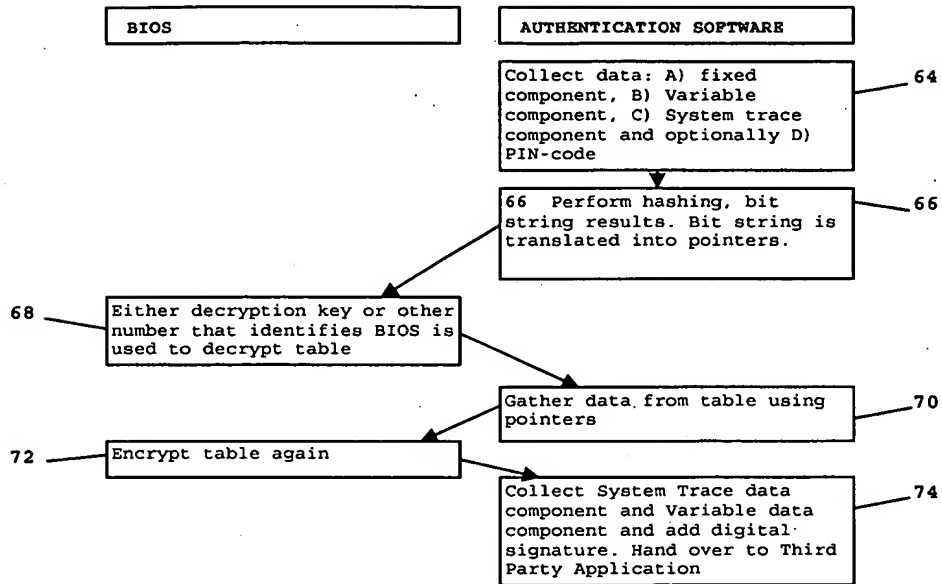 BIOS
AUTHENTICATION SOFTWARE
Collect data: A) fixed
component, B) Variable
component, C) System trace
component and optionally D)
PIN-code
64
66 Perform hashing, bit
string results. Bit string is
translated into pointers.
66
68
Either decryption key or other
number that identifies BIOS is
used to decrypt table
Gather data from table using
pointers
70
72
Encrypt table again
Collect System Trace data
component and Variable data
component and add digital
signature. Hand over to Third
Party Application
74